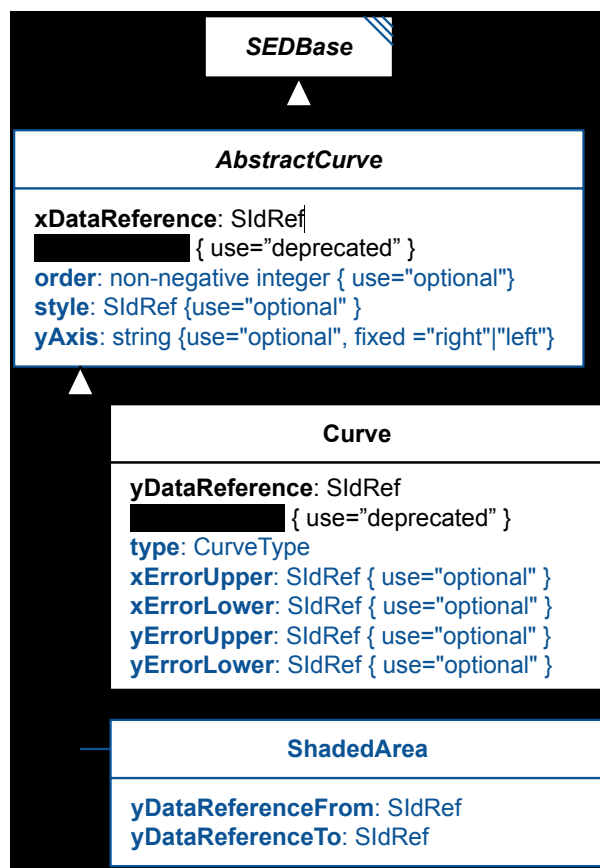 SEDBase
AbstractCurve
xDataReference: SIdRef
{ use=”deprecated” }
order: non-negative integer { use="optional"}
style: SIdRef {use="optional" }
yAxis: string {use="optional", fixed ="right"|"left"}
Curve
yDataReference: SIdRef
{ use=”deprecated” }
type: CurveType
xErrorUpper: SIdRef { use="optional" }
xErrorLower: SIdRef { use="optional" }
yErrorUpper: SIdRef { use="optional" }
yErrorLower: SIdRef { use="optional" }
ShadedArea
yDataReferenceFrom: SIdRef
yDataReferenceTo: SIdRef